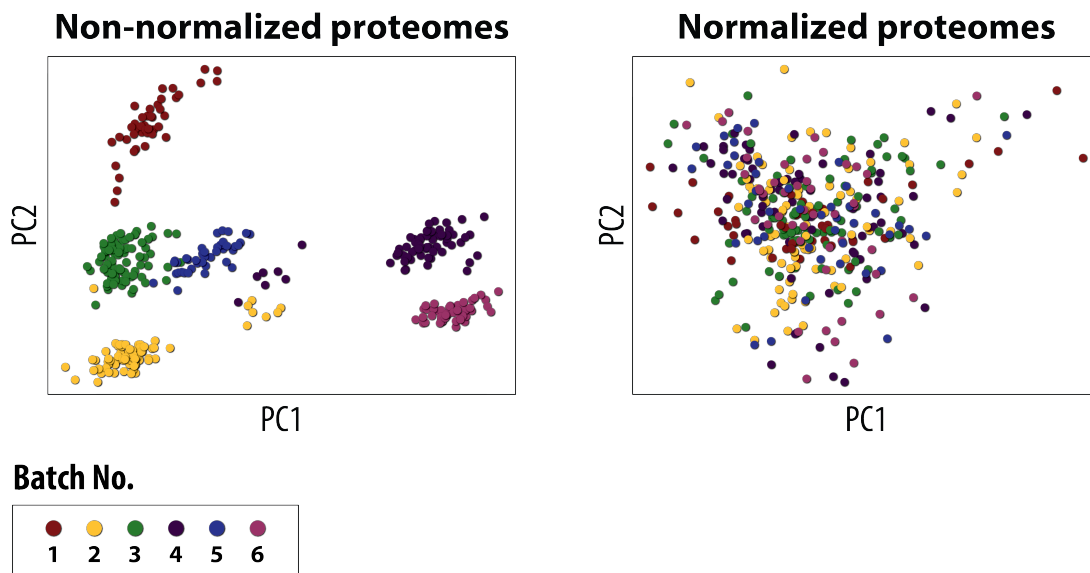 Non-normalized proteomes
Normalized proteomes
PC2
PC2
PC1
PC1
Batch No.
1 2 3 4 5 6